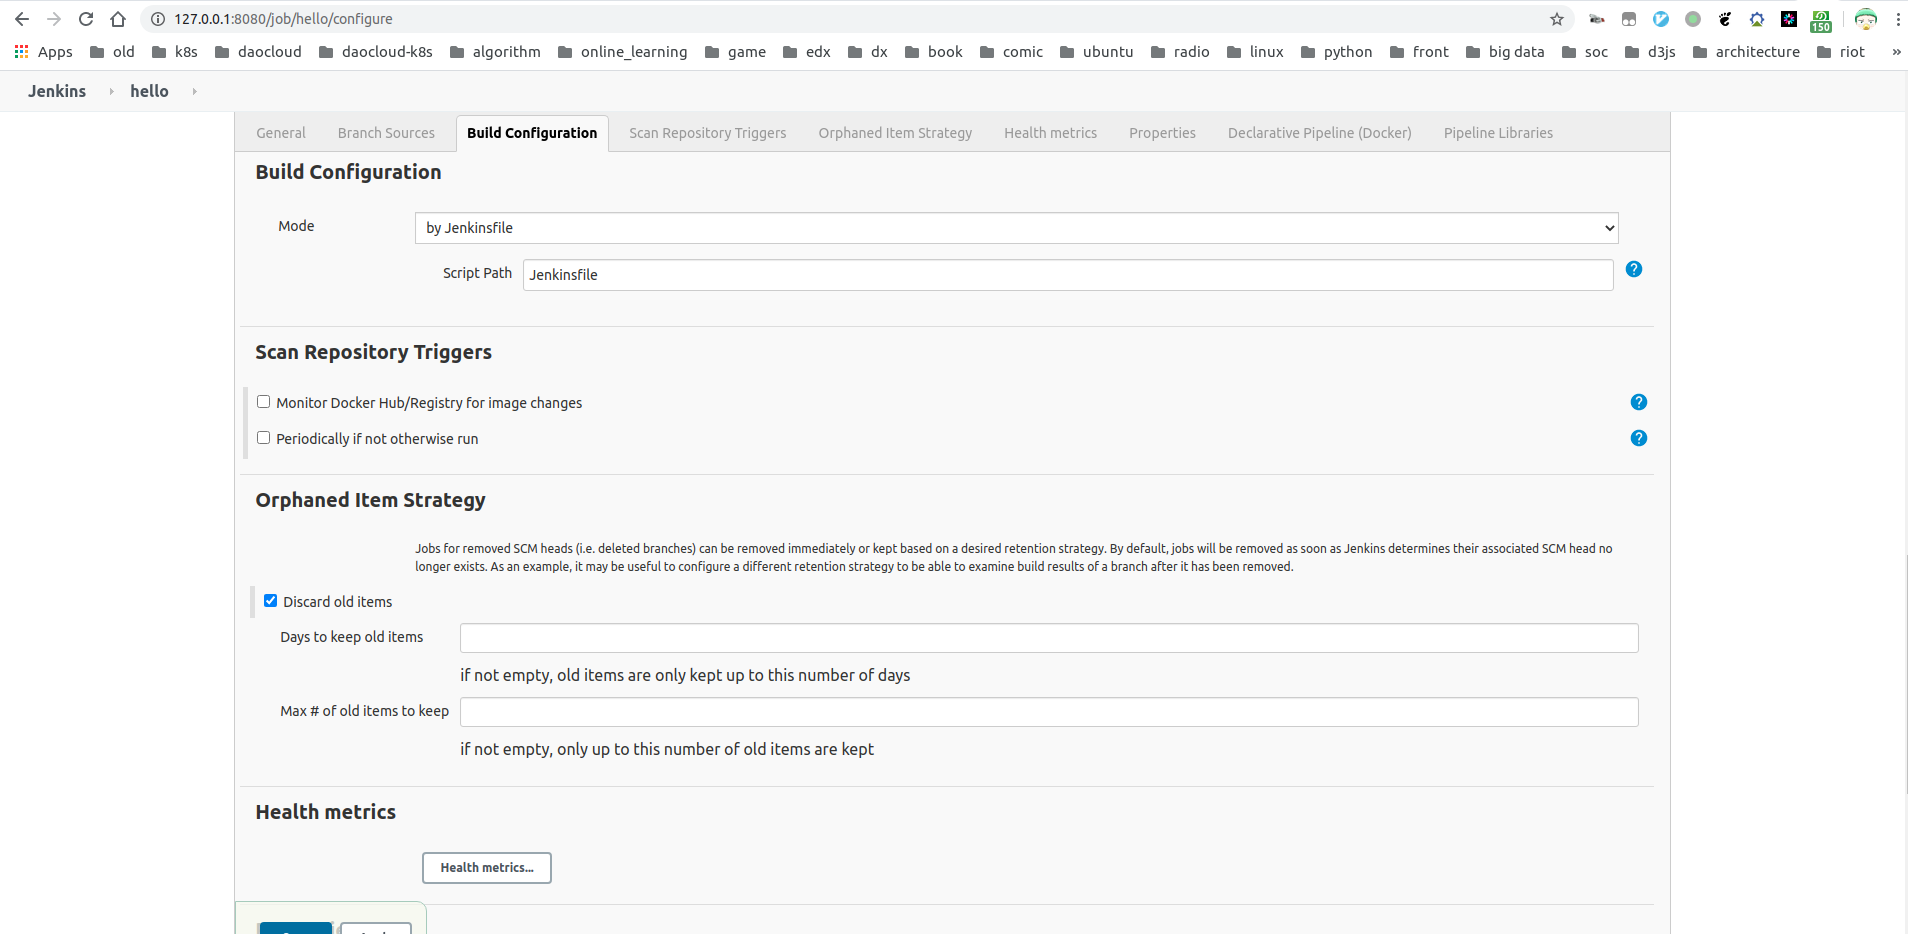 127.0.0.1:8080/job/hello/configure
150
Apps old k8s daocloud daocloud-k8s algorithm online_learning game edx dx book comic ubuntu radio linux python front big data soc d3js architecture riot »
Jenkins hello
General Branch Sources Build Configuration Scan Repository Triggers Orphaned Item Strategy Health metrics Properties Declarative Pipeline (Docker) Pipeline Libraries
Build Configuration
Mode by Jenkinsfile
Script Path Jenkinsfile ?
Scan Repository Triggers
Monitor Docker Hub/Registry for image changes ?
Periodically if not otherwise run ?
Orphaned Item Strategy
Jobs for removed SCM heads (i.e. deleted branches) can be removed immediately or kept based on a desired retention strategy. By default, jobs will be removed as soon as Jenkins determines their associated SCM head no
longer exists. As an example, it may be useful to configure a different retention strategy to be able to examine build results of a branch after it has been removed.
Discard old items
Days to keep old items
if not empty, old items are only kept up to this number of days
Max # of old items to keep
if not empty, only up to this number of old items are kept
Health metrics
Health metrics...